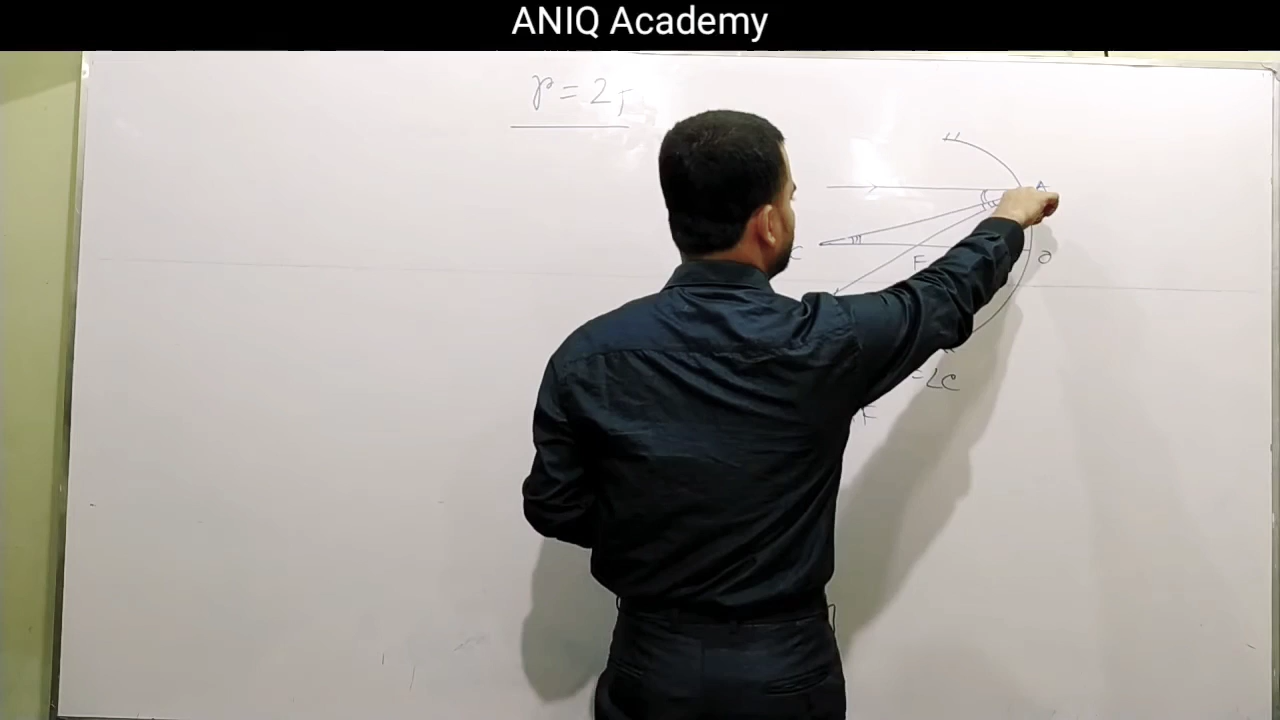 ANIQ Academy
r = 2f
A
C
F
O
= ∠C
F